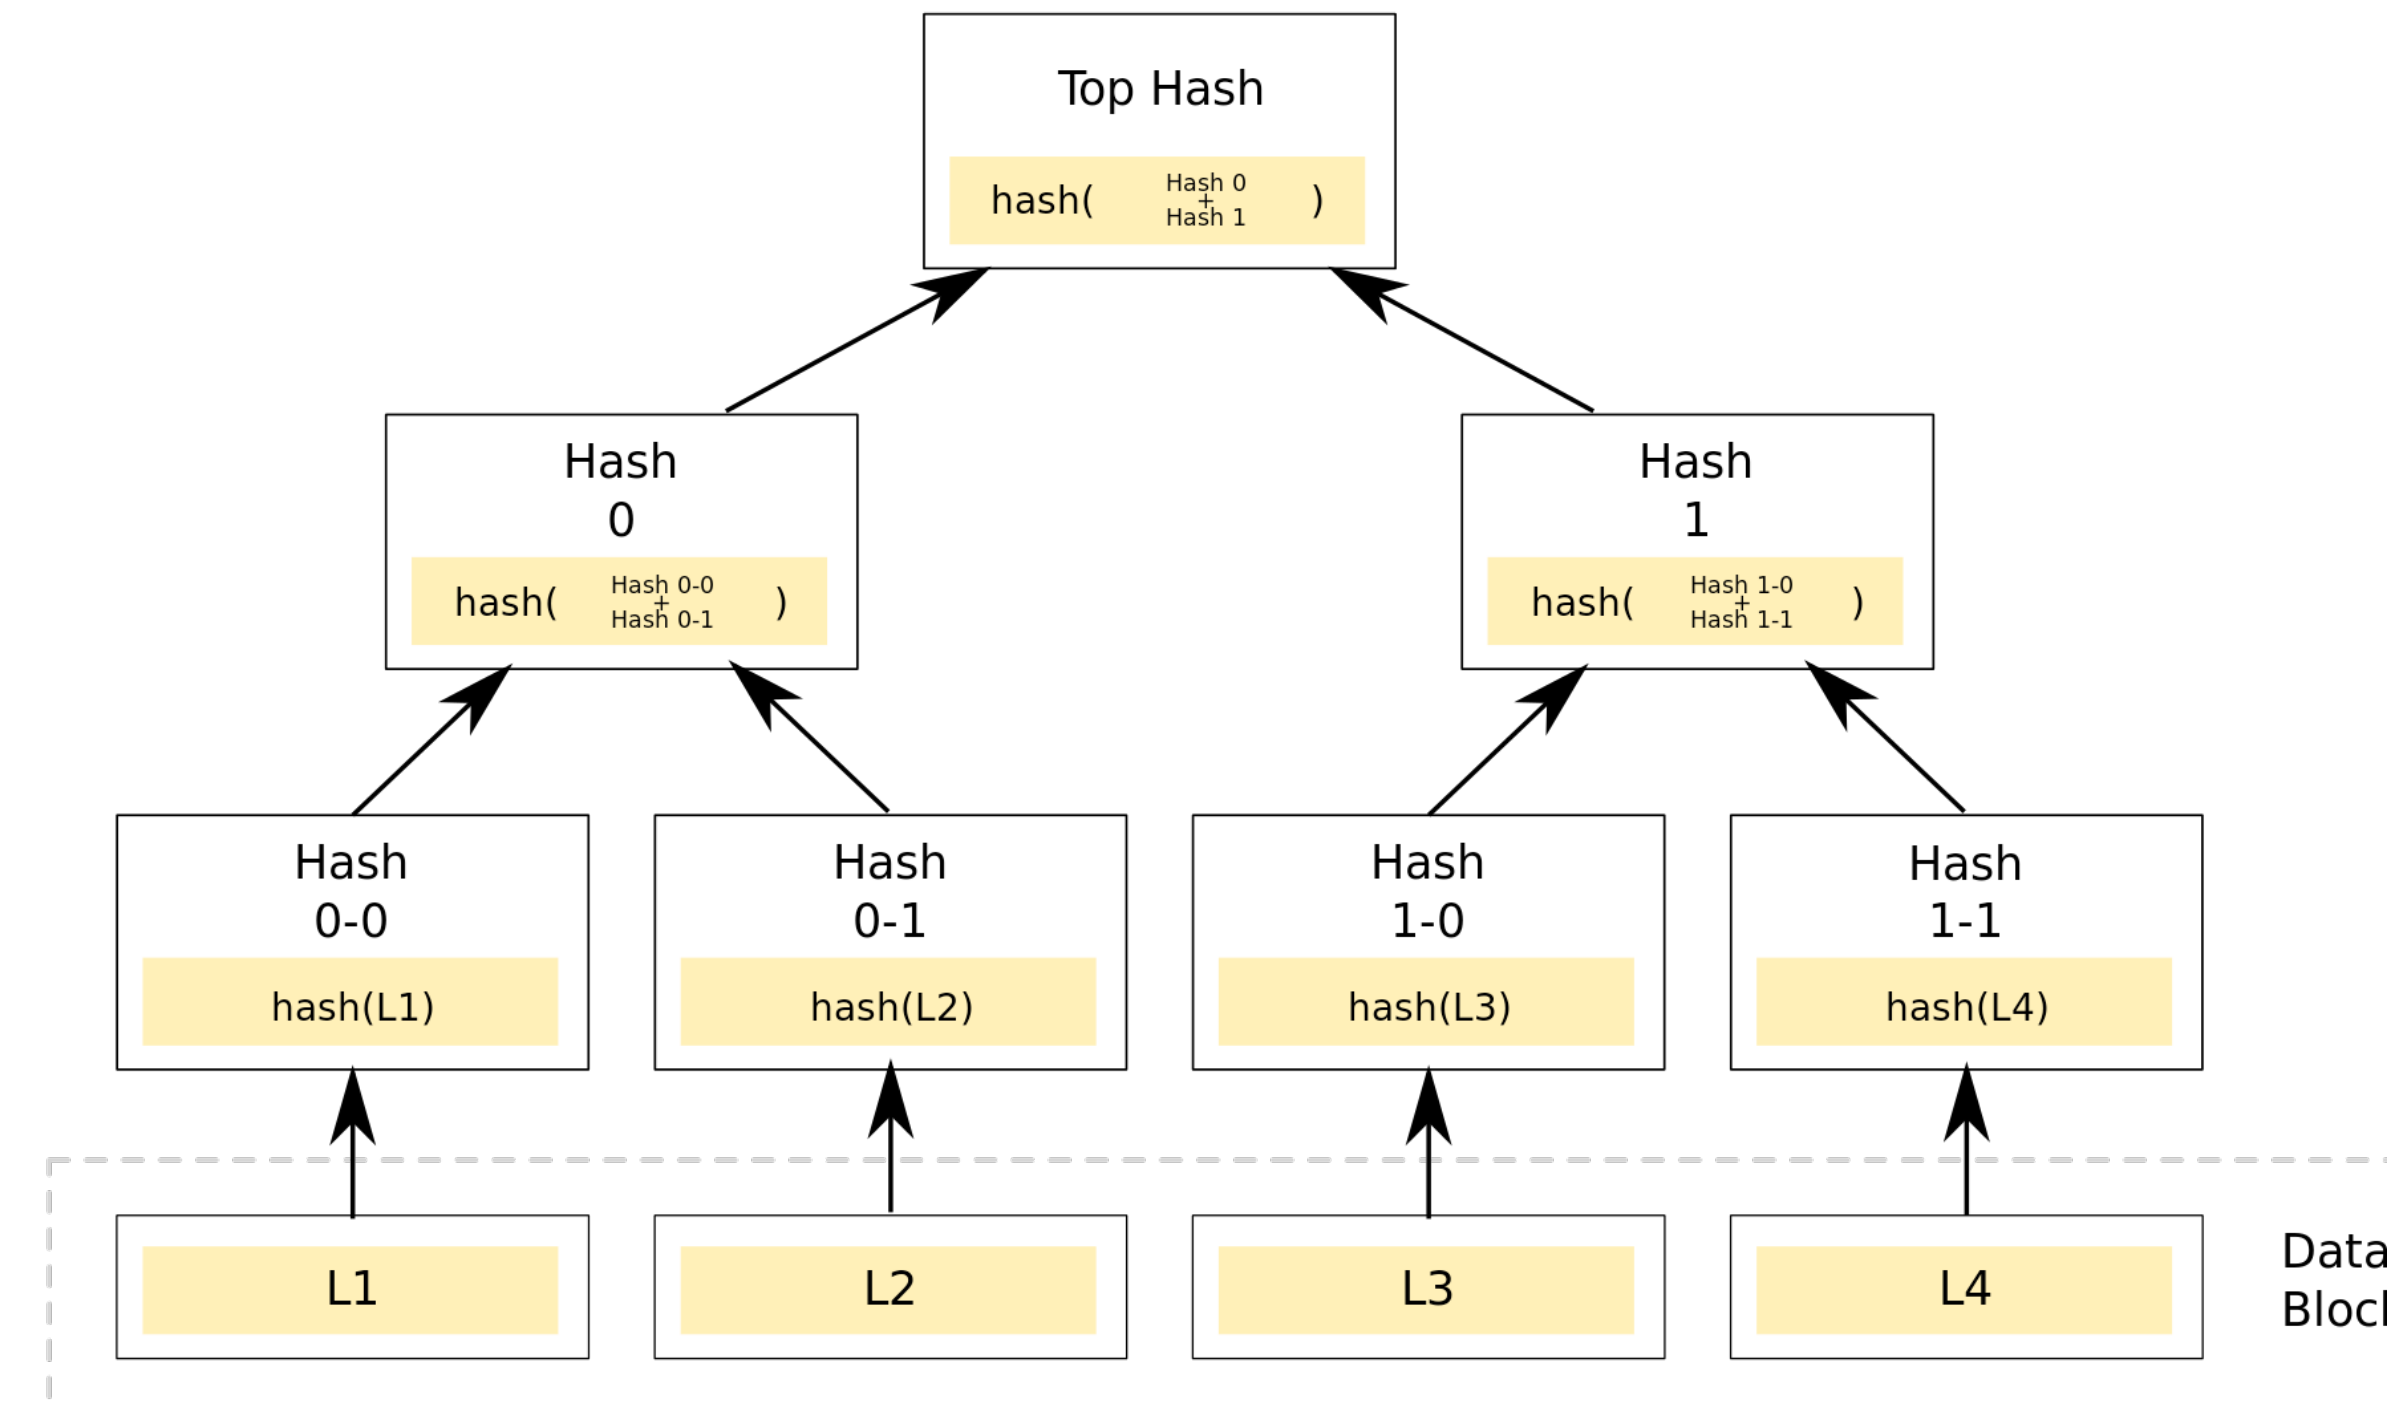 Top Hash
hash( Hash 0 + Hash 1 )
Hash
0
hash( Hash 0-0 + Hash 0-1 )
Hash
1
hash( Hash 1-0 + Hash 1-1 )
Hash
0-0
hash(L1)
Hash
0-1
hash(L2)
Hash
1-0
hash(L3)
Hash
1-1
hash(L4)
L1
L2
L3
L4
Data